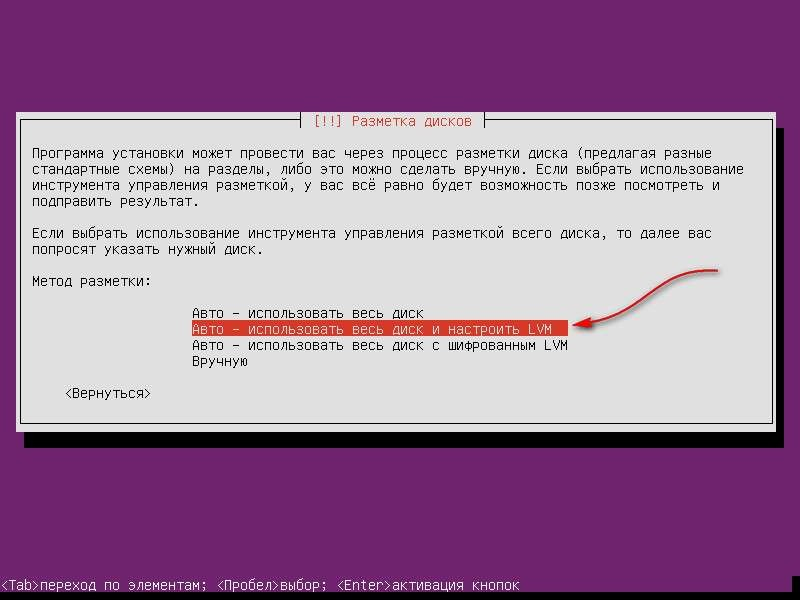 [!!] Разметка дисков
Программа установки может провести вас через процесс разметки диска (предлагая разные
стандартные схемы) на разделы, либо это можно сделать вручную. Если выбрать использование
инструмента управления разметкой, у вас всё равно будет возможность позже посмотреть и
подправить результат.
Если выбрать использование инструмента управления разметкой всего диска, то далее вас
попросят указать нужный диск.
Метод разметки:
Авто – использовать весь диск
Авто – использовать весь диск и настроить LVM
Авто – использовать весь диск с шифрованным LVM
Вручную
<Вернуться>
<Tab>переход по элементам; <Пробел>выбор; <Enter>активация кнопок